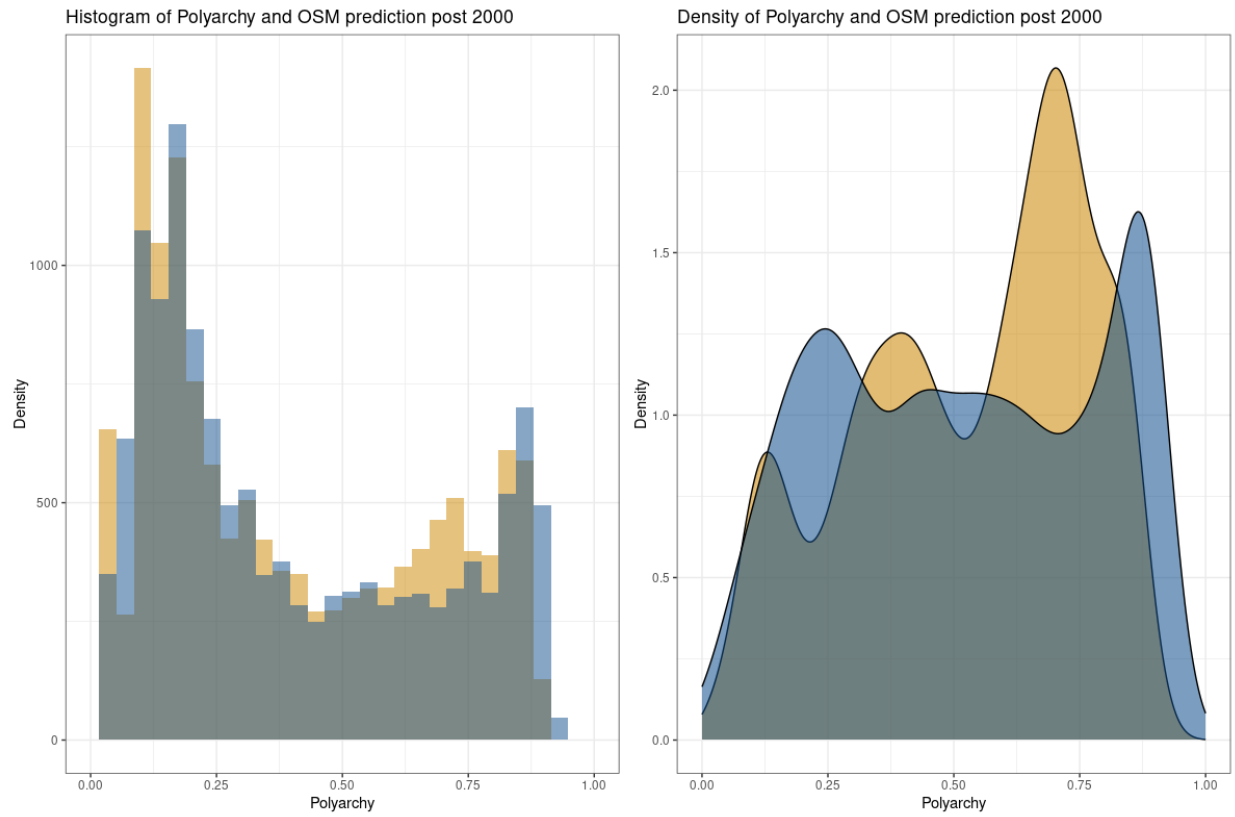 Histogram of Polyarchy and OSM prediction post 2000
Density
1000
500
0
0.00 0.25 0.50 0.75 1.00
Polyarchy
Density of Polyarchy and OSM prediction post 2000
Density
2.0
1.5
1.0
0.5
0.0
0.00 0.25 0.50 0.75 1.00
Polyarchy